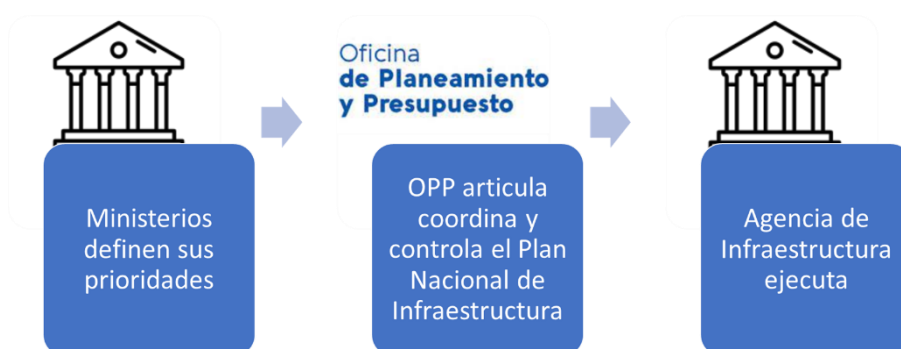 Oficina
de Planeamiento
y Presupuesto
Ministerios
definen sus
prioridades
OPP articula
coordina y
controla el Plan
Nacional de
Infraestructura
Agencia de
Infraestructura
ejecuta